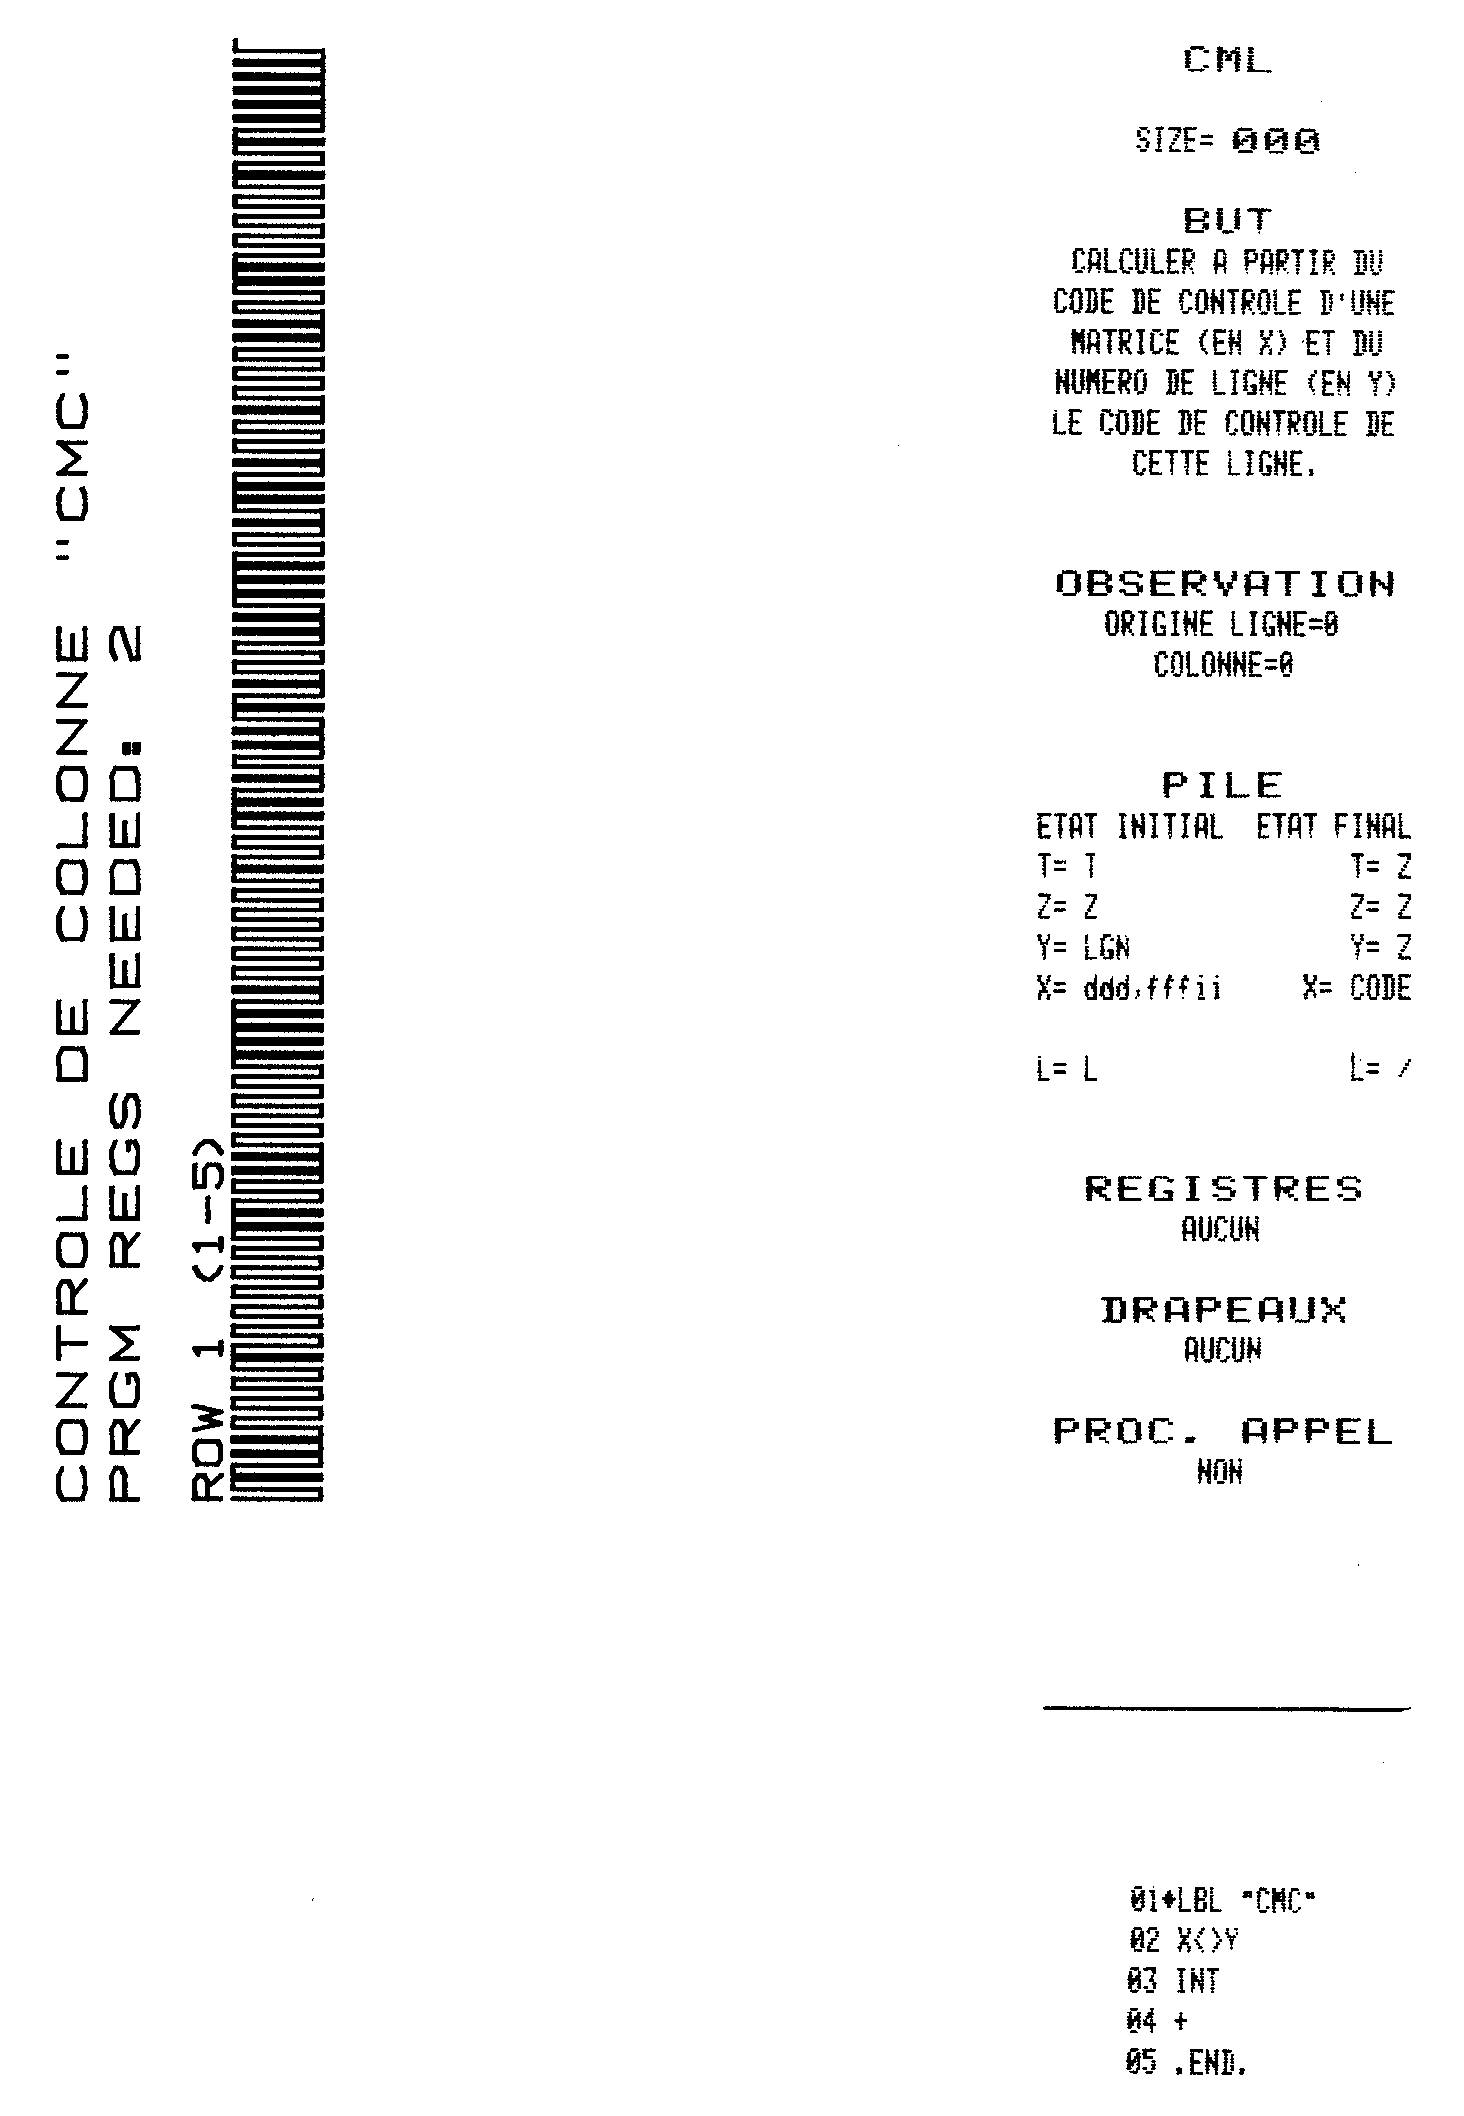 CONTROLE DE COLONNE "CMC"
PRGM REGS NEEDED: 2
ROW 1 (1-5)
CML
SIZE= 000
BUT
CALCULER A PARTIR DU
CODE DE CONTROLE D'UNE
MATRICE (EN X) ET DU
NUMERO DE LIGNE (EN Y)
LE CODE DE CONTROLE DE
CETTE LIGNE.
OBSERVATION
ORIGINE LIGNE=0
COLONNE=0
PILE
ETAT INITIAL ETAT FINAL
T= T T= Z
Z= Z Z= Z
Y= LGN Y= Z
X= ddd,fffii X= CODE
L= L L= /
REGISTRES
AUCUN
DRAPEAUX
AUCUN
PROC. APPEL
NON
01♦LBL "CMC"
02 X<>Y
03 INT
04 +
05 .END.